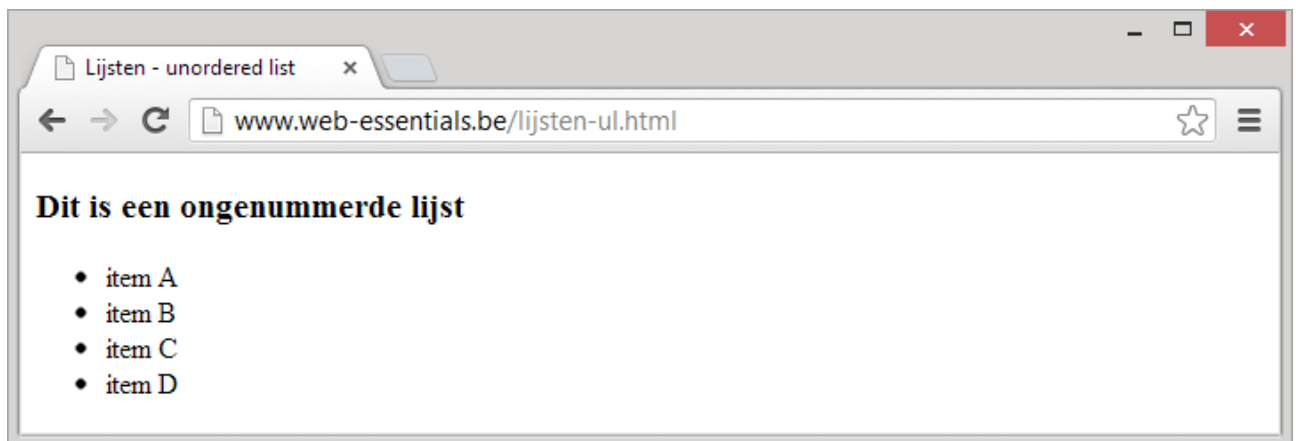 Lijsten - unordered list
www.web-essentials.be/lijsten-ul.html
Dit is een ongenummerde lijst
• item A
• item B
• item C
• item D